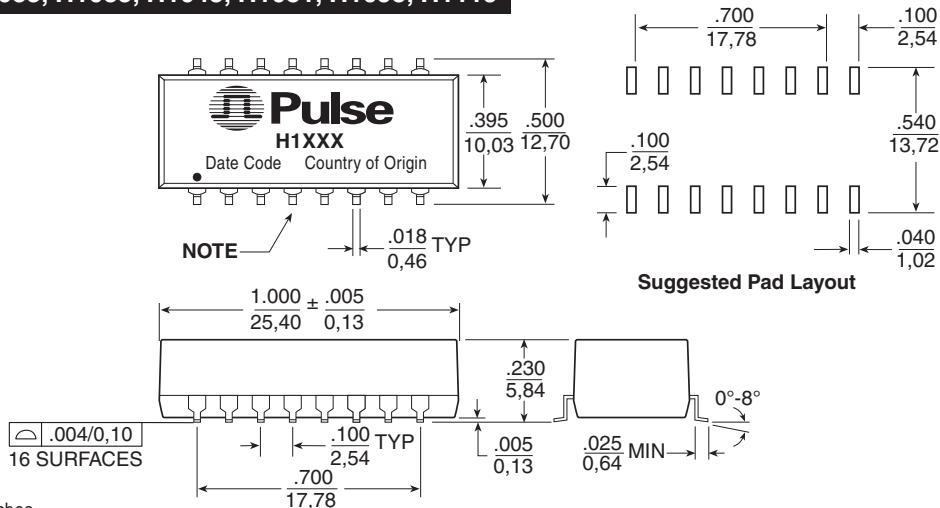 .700
17,78
.100
2,54
Pulse
H1XXX
Date Code Country of Origin
.395
10,03
.500
12,70
NOTE
.018
0,46
TYP
.100
2,54
.540
13,72
.040
1,02
Suggested Pad Layout
1.000 ± .005
25,40 0,13
.230
5,84
0°-8°
.004/0,10
16 SURFACES
.100
2,54
TYP
.005
0,13
.025
0,64
MIN
.700
17,78